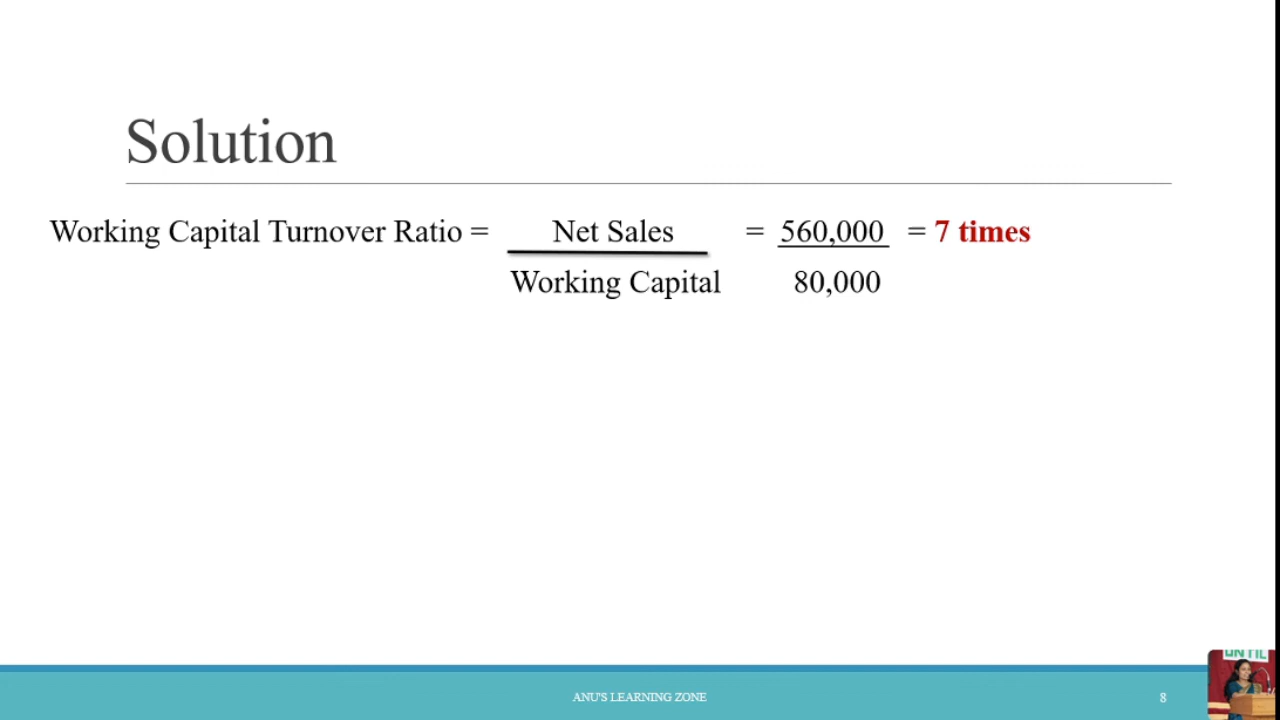 Solution
Working Capital Turnover Ratio = Net Sales = 560,000 = 7 times
Working Capital 80,000
ANU'S LEARNING ZONE 8